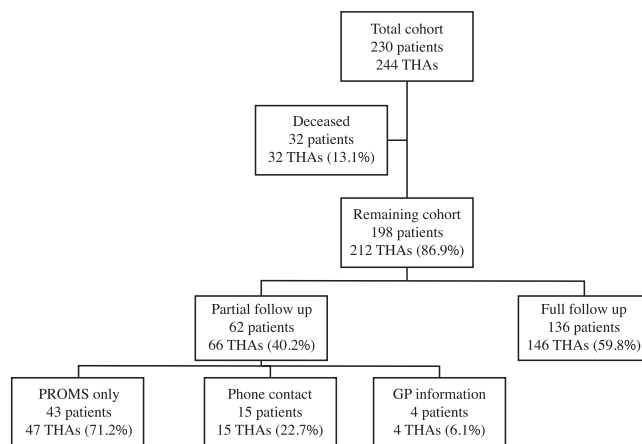 Total cohort
230 patients
244 THAs
Deceased
32 patients
32 THAs (13.1%)
Remaining cohort
198 patients
212 THAs (86.9%)
Partial follow up
62 patients
66 THAs (40.2%)
Full follow up
136 patients
146 THAs (59.8%)
PROMS only
43 patients
47 THAs (71.2%)
Phone contact
15 patients
15 THAs (22.7%)
GP information
4 patients
4 THAs (6.1%)